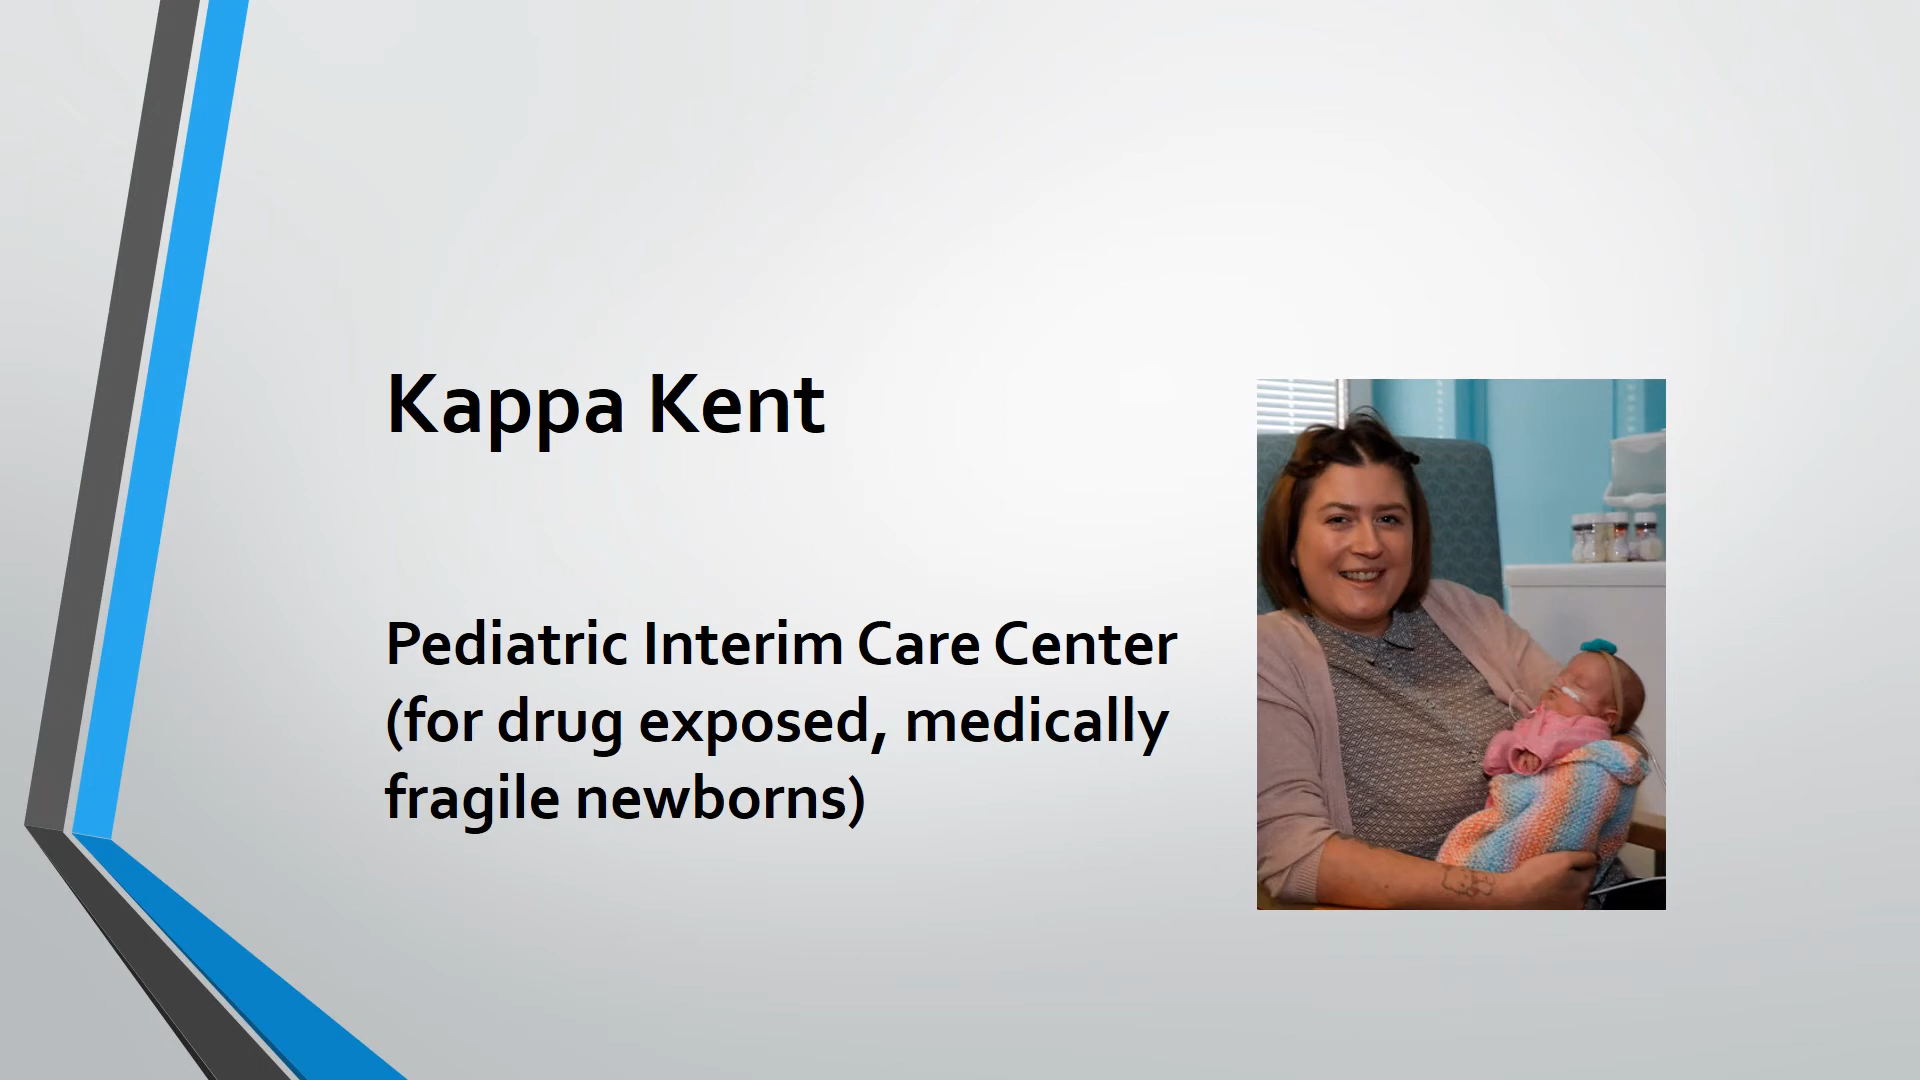 Kappa Kent
Pediatric Interim Care Center
(for drug exposed, medically
fragile newborns)